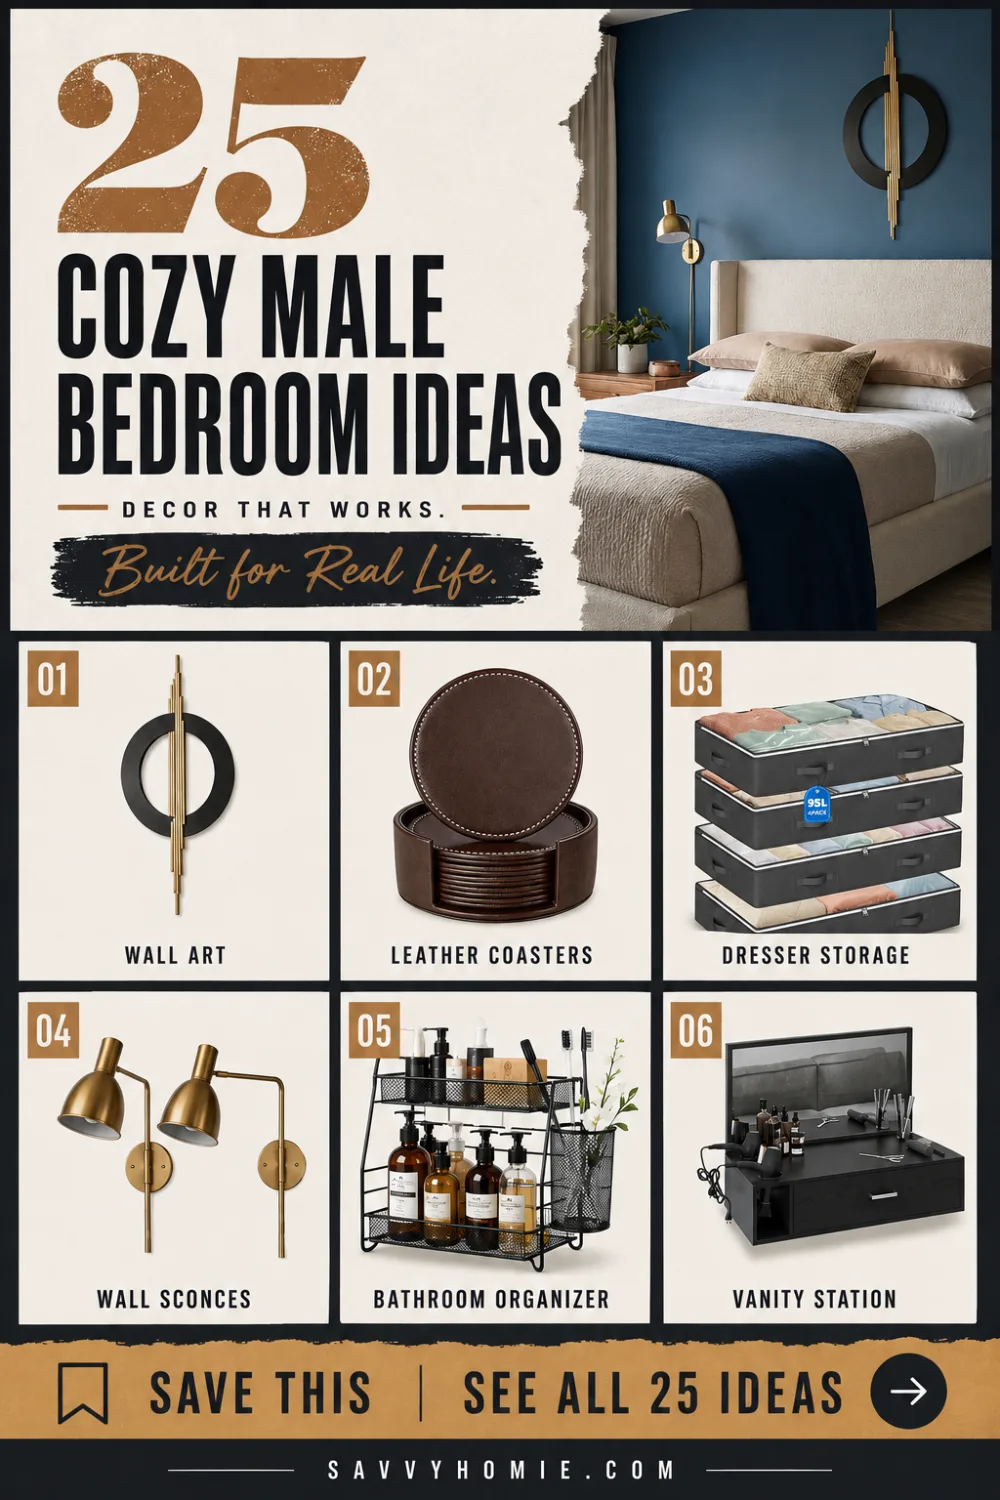 25
COZY MALE
BEDROOM IDEAS
DECOR THAT WORKS.
Built for Real Life.
01
WALL ART
02
LEATHER COASTERS
03
95L
4PACK
DRESSER STORAGE
04
WALL SCONCES
05
BATHROOM ORGANIZER
06
VANITY STATION
SAVE THIS
SEE ALL 25 IDEAS
SAVVYHOMIE.COM